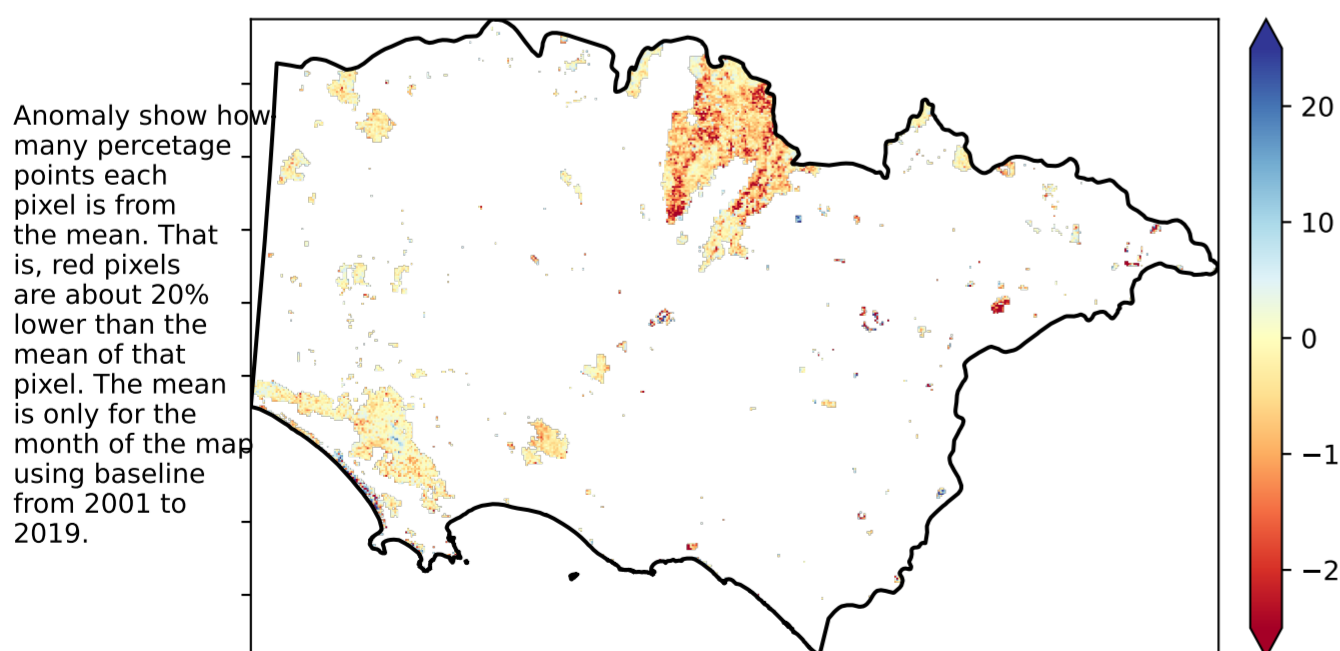 Anomaly show how
many percetage
points each
pixel is from
the mean. That
is, red pixels
are about 20%
lower than the
mean of that
pixel. The mean
is only for the
month of the map
using baseline
from 2001 to
2019.
20
10
0
−1
−2